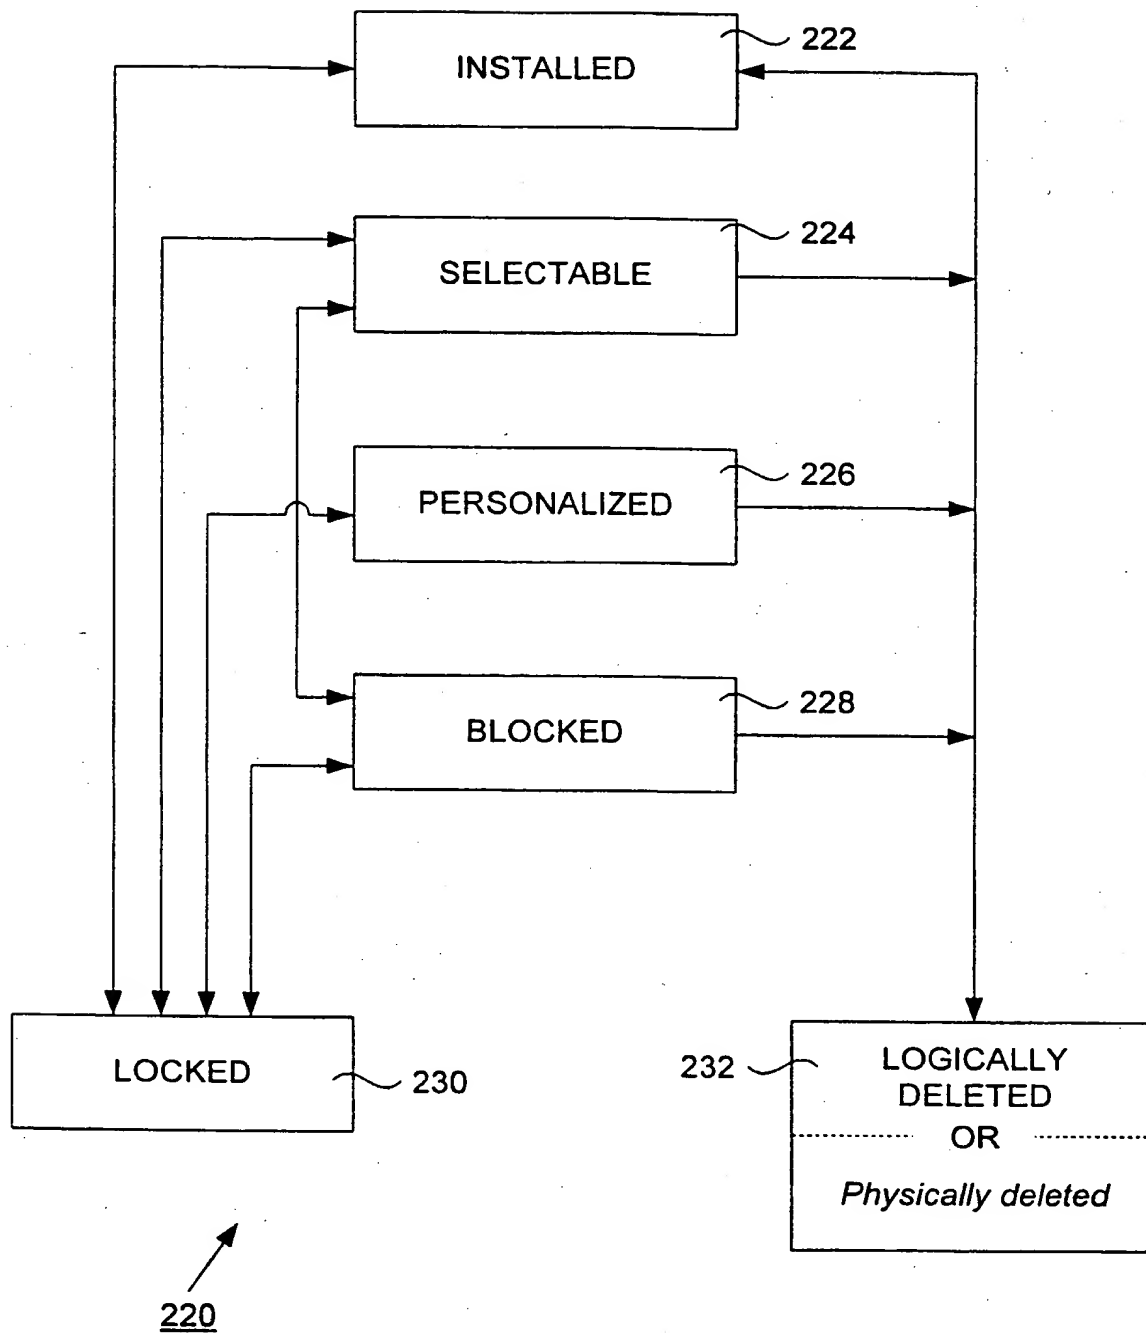 INSTALLED
222
SELECTABLE
224
PERSONALIZED
226
BLOCKED
228
LOCKED
230
232
LOGICALLY
DELETED
OR
Physically deleted
220